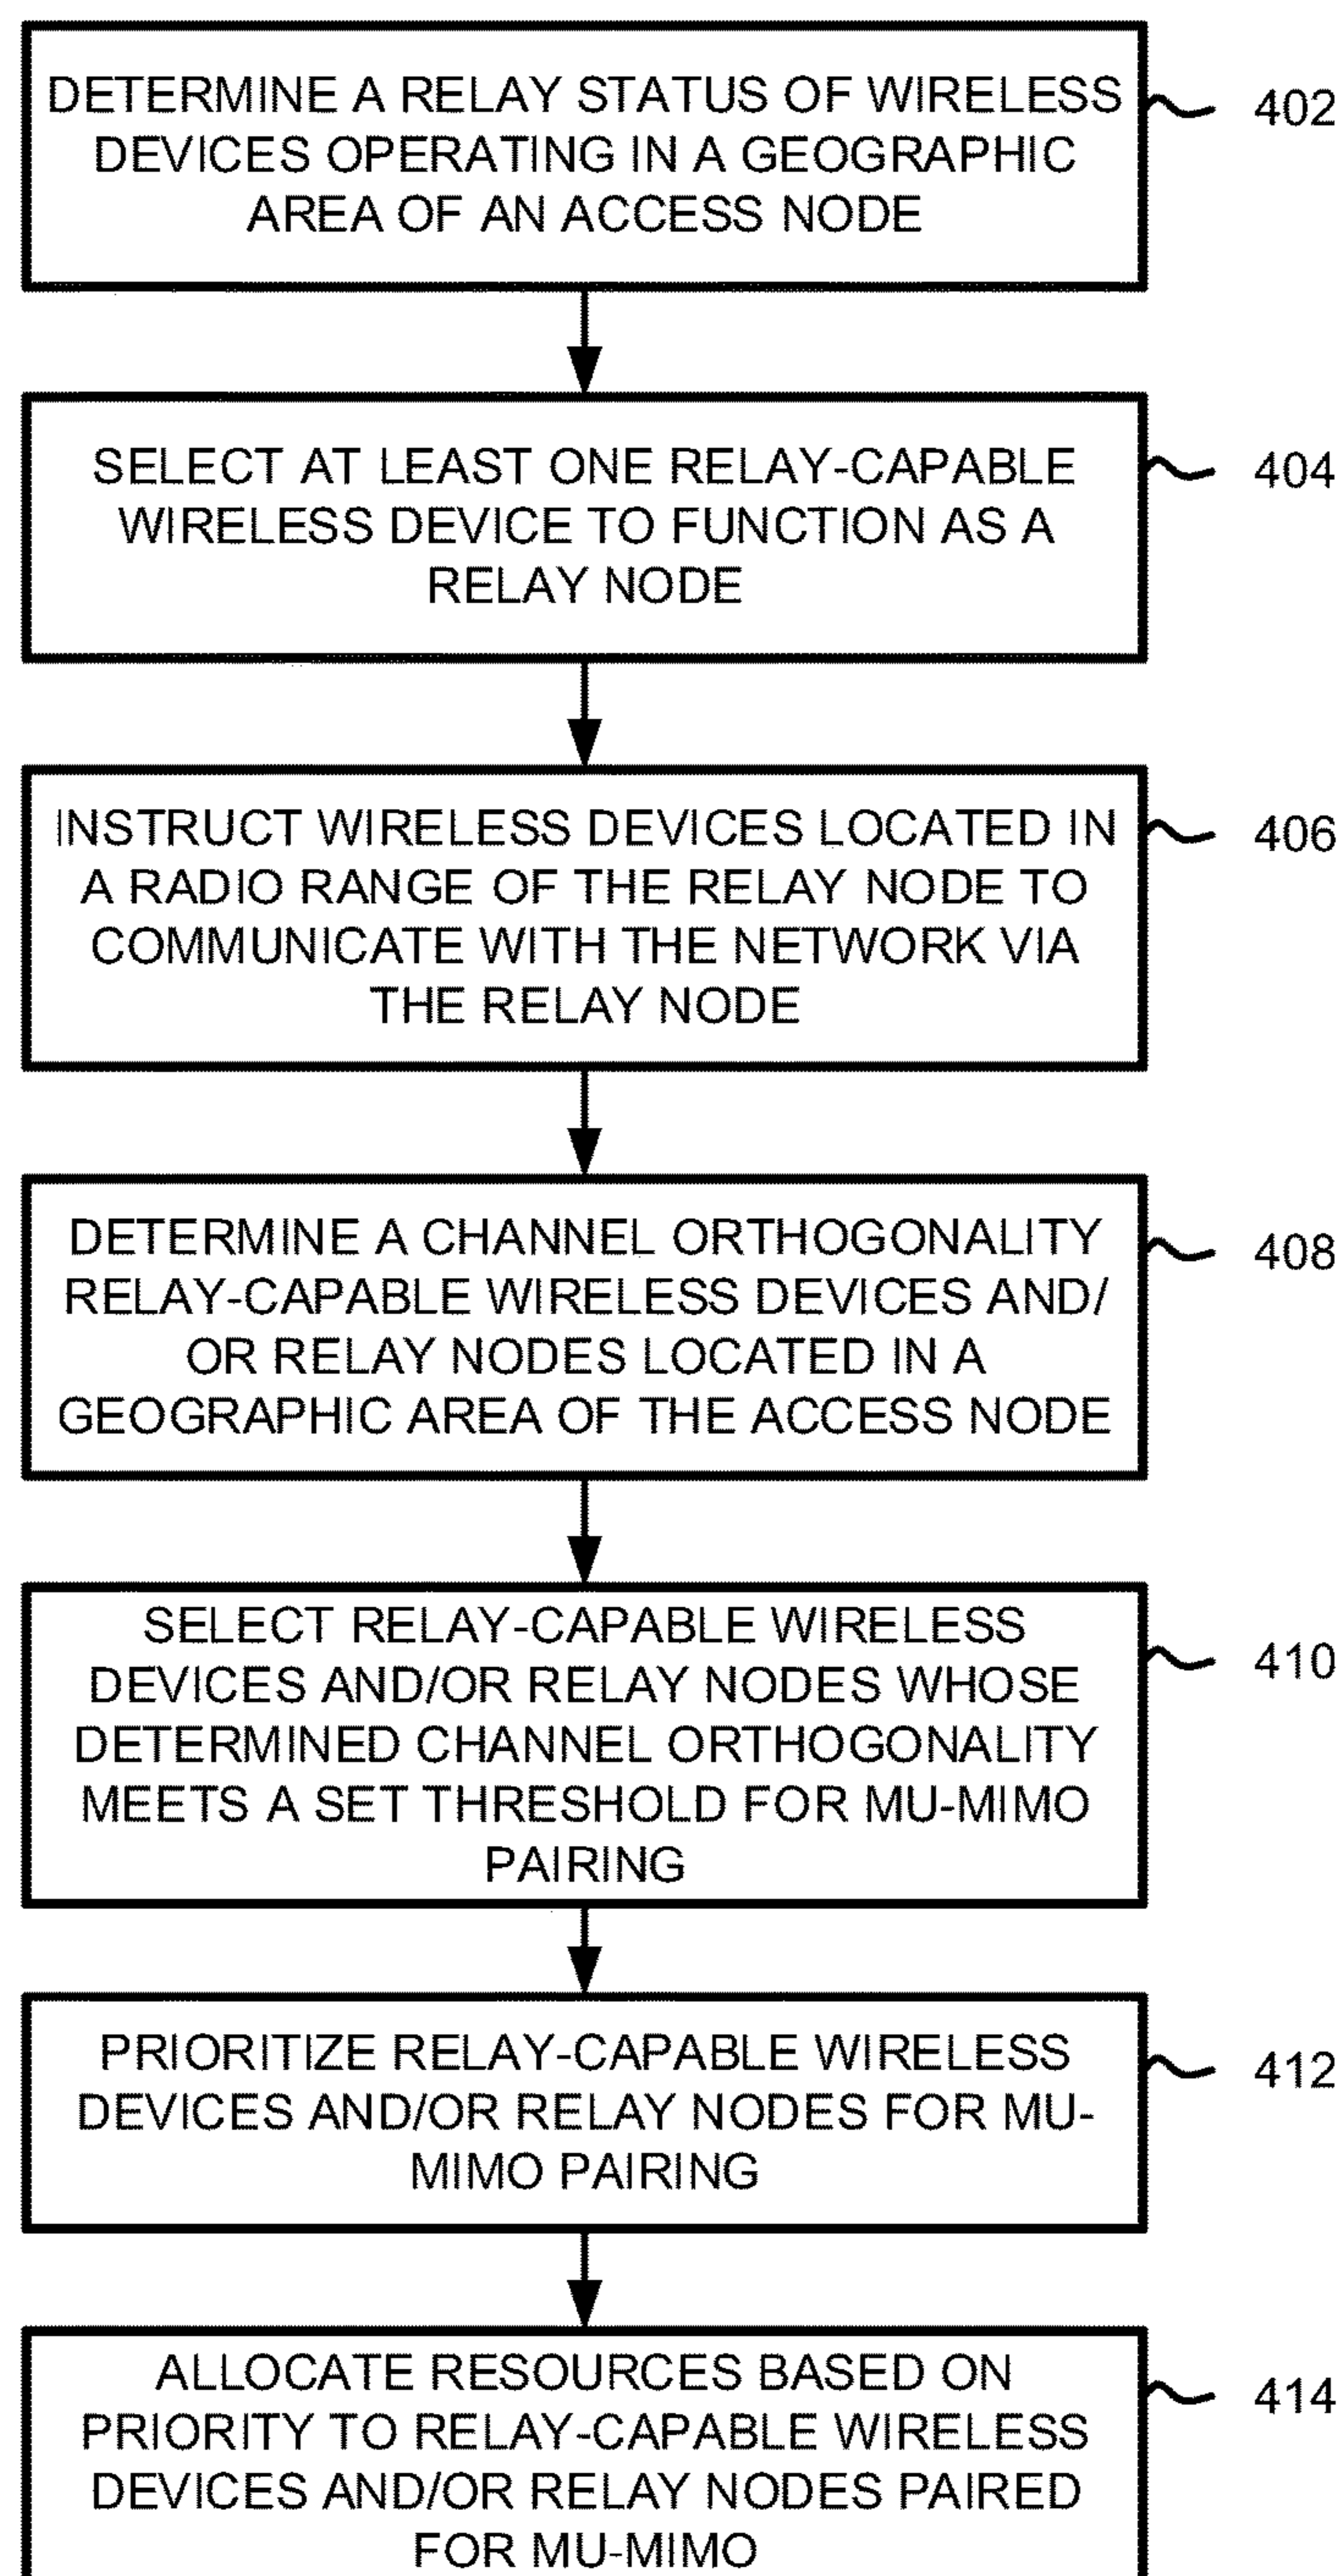 DETERMINE A RELAY STATUS OF WIRELESS
DEVICES OPERATING IN A GEOGRAPHIC
AREA OF AN ACCESS NODE
402
SELECT AT LEAST ONE RELAY-CAPABLE
WIRELESS DEVICE TO FUNCTION AS A
RELAY NODE
404
INSTRUCT WIRELESS DEVICES LOCATED IN
A RADIO RANGE OF THE RELAY NODE TO
COMMUNICATE WITH THE NETWORK VIA
THE RELAY NODE
406
DETERMINE A CHANNEL ORTHOGONALITY
RELAY-CAPABLE WIRELESS DEVICES AND/
OR RELAY NODES LOCATED IN A
GEOGRAPHIC AREA OF THE ACCESS NODE
408
SELECT RELAY-CAPABLE WIRELESS
DEVICES AND/OR RELAY NODES WHOSE
DETERMINED CHANNEL ORTHOGONALITY
MEETS A SET THRESHOLD FOR MU-MIMO
PAIRING
410
PRIORITIZE RELAY-CAPABLE WIRELESS
DEVICES AND/OR RELAY NODES FOR MU-
MIMO PAIRING
412
ALLOCATE RESOURCES BASED ON
PRIORITY TO RELAY-CAPABLE WIRELESS
DEVICES AND/OR RELAY NODES PAIRED
FOR MU-MIMO
414